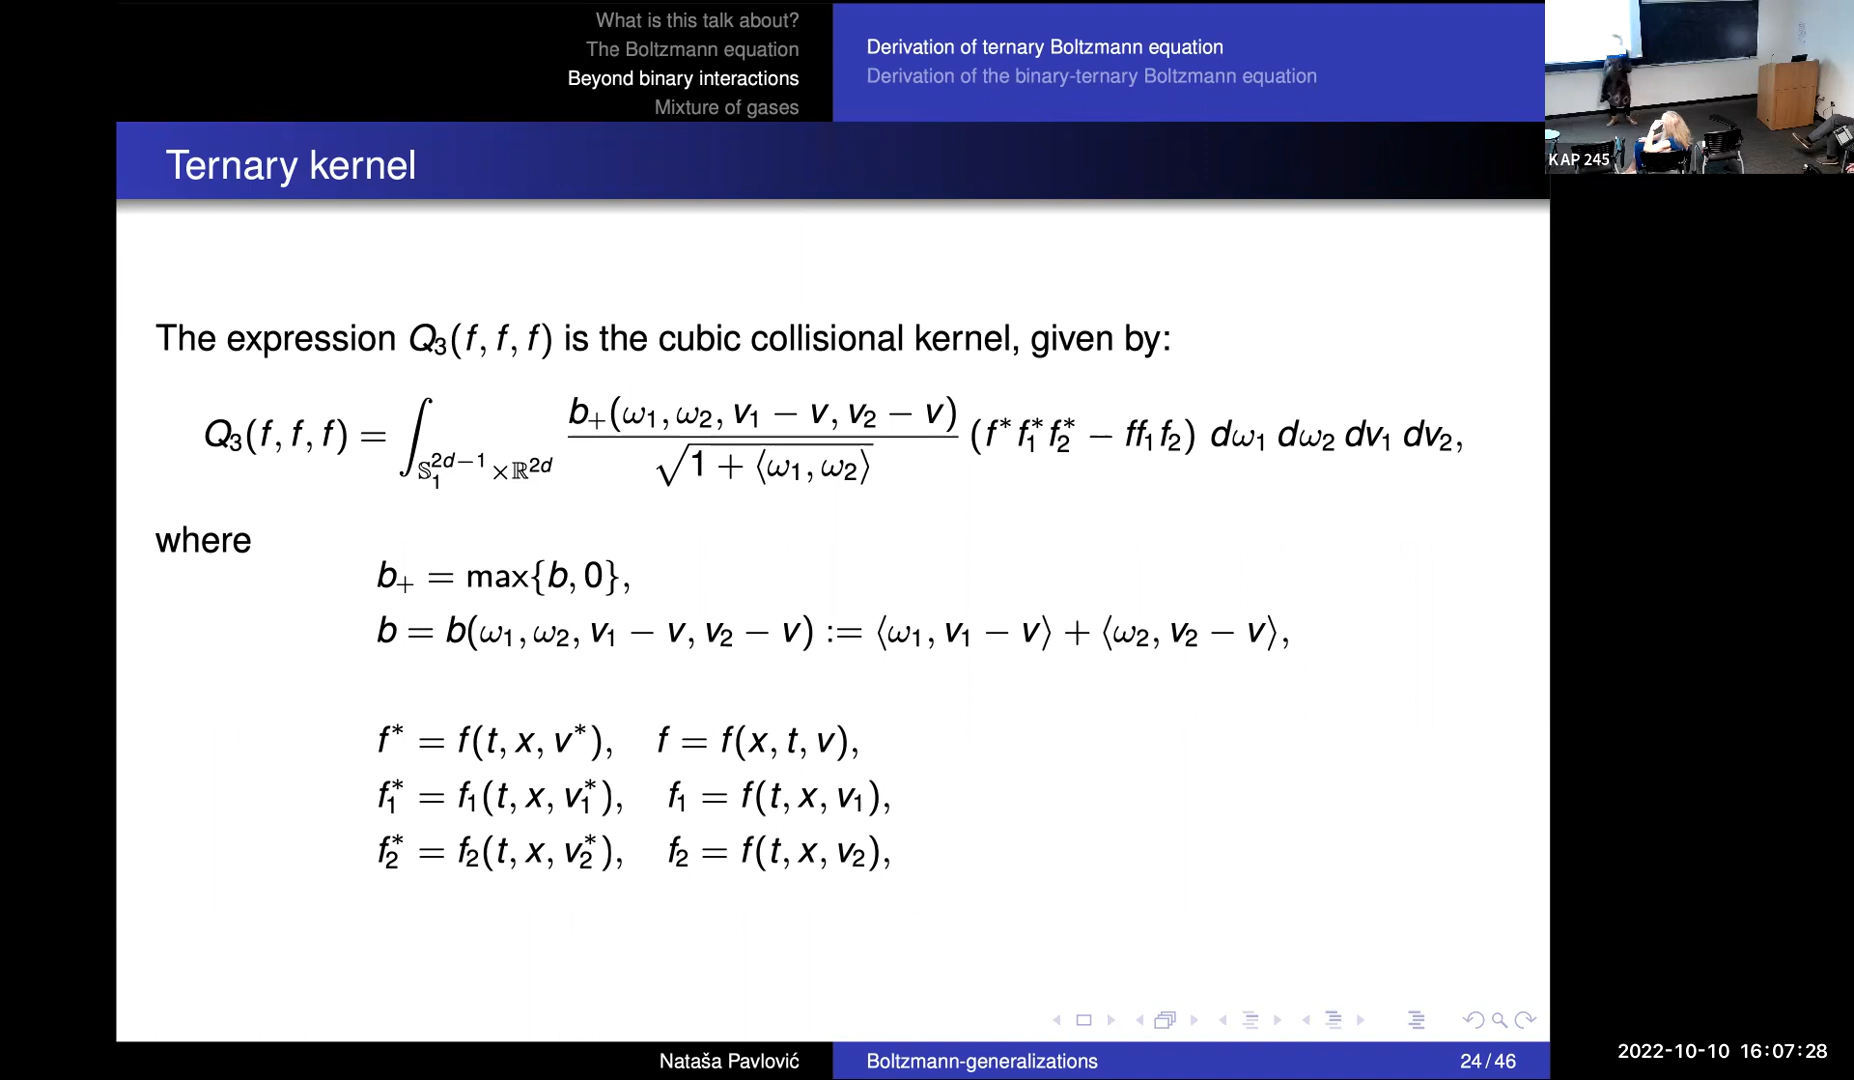 What is this talk about?
The Boltzmann equation
Beyond binary interactions
Mixture of gases
Derivation of ternary Boltzmann equation
Derivation of the binary-ternary Boltzmann equation
KAP 245
Ternary kernel
The expression Q₃(f, f, f) is the cubic collisional kernel, given by:
Q₃(f, f, f) = ∫_{𝕊₁^{2d−1}×ℝ^{2d}} b₊(ω₁, ω₂, v₁ − v, v₂ − v) / √(1 + ⟨ω₁, ω₂⟩) (f* f₁* f₂* − ff₁f₂) dω₁ dω₂ dv₁ dv₂,
where
b₊ = max{b, 0},
b = b(ω₁, ω₂, v₁ − v, v₂ − v) := ⟨ω₁, v₁ − v⟩ + ⟨ω₂, v₂ − v⟩,
f* = f(t, x, v*), f = f(x, t, v),
f₁* = f₁(t, x, v₁*), f₁ = f(t, x, v₁),
f₂* = f₂(t, x, v₂*), f₂ = f(t, x, v₂),
Nataša Pavlović
Boltzmann-generalizations
24 / 46
2022-10-10 16:07:28